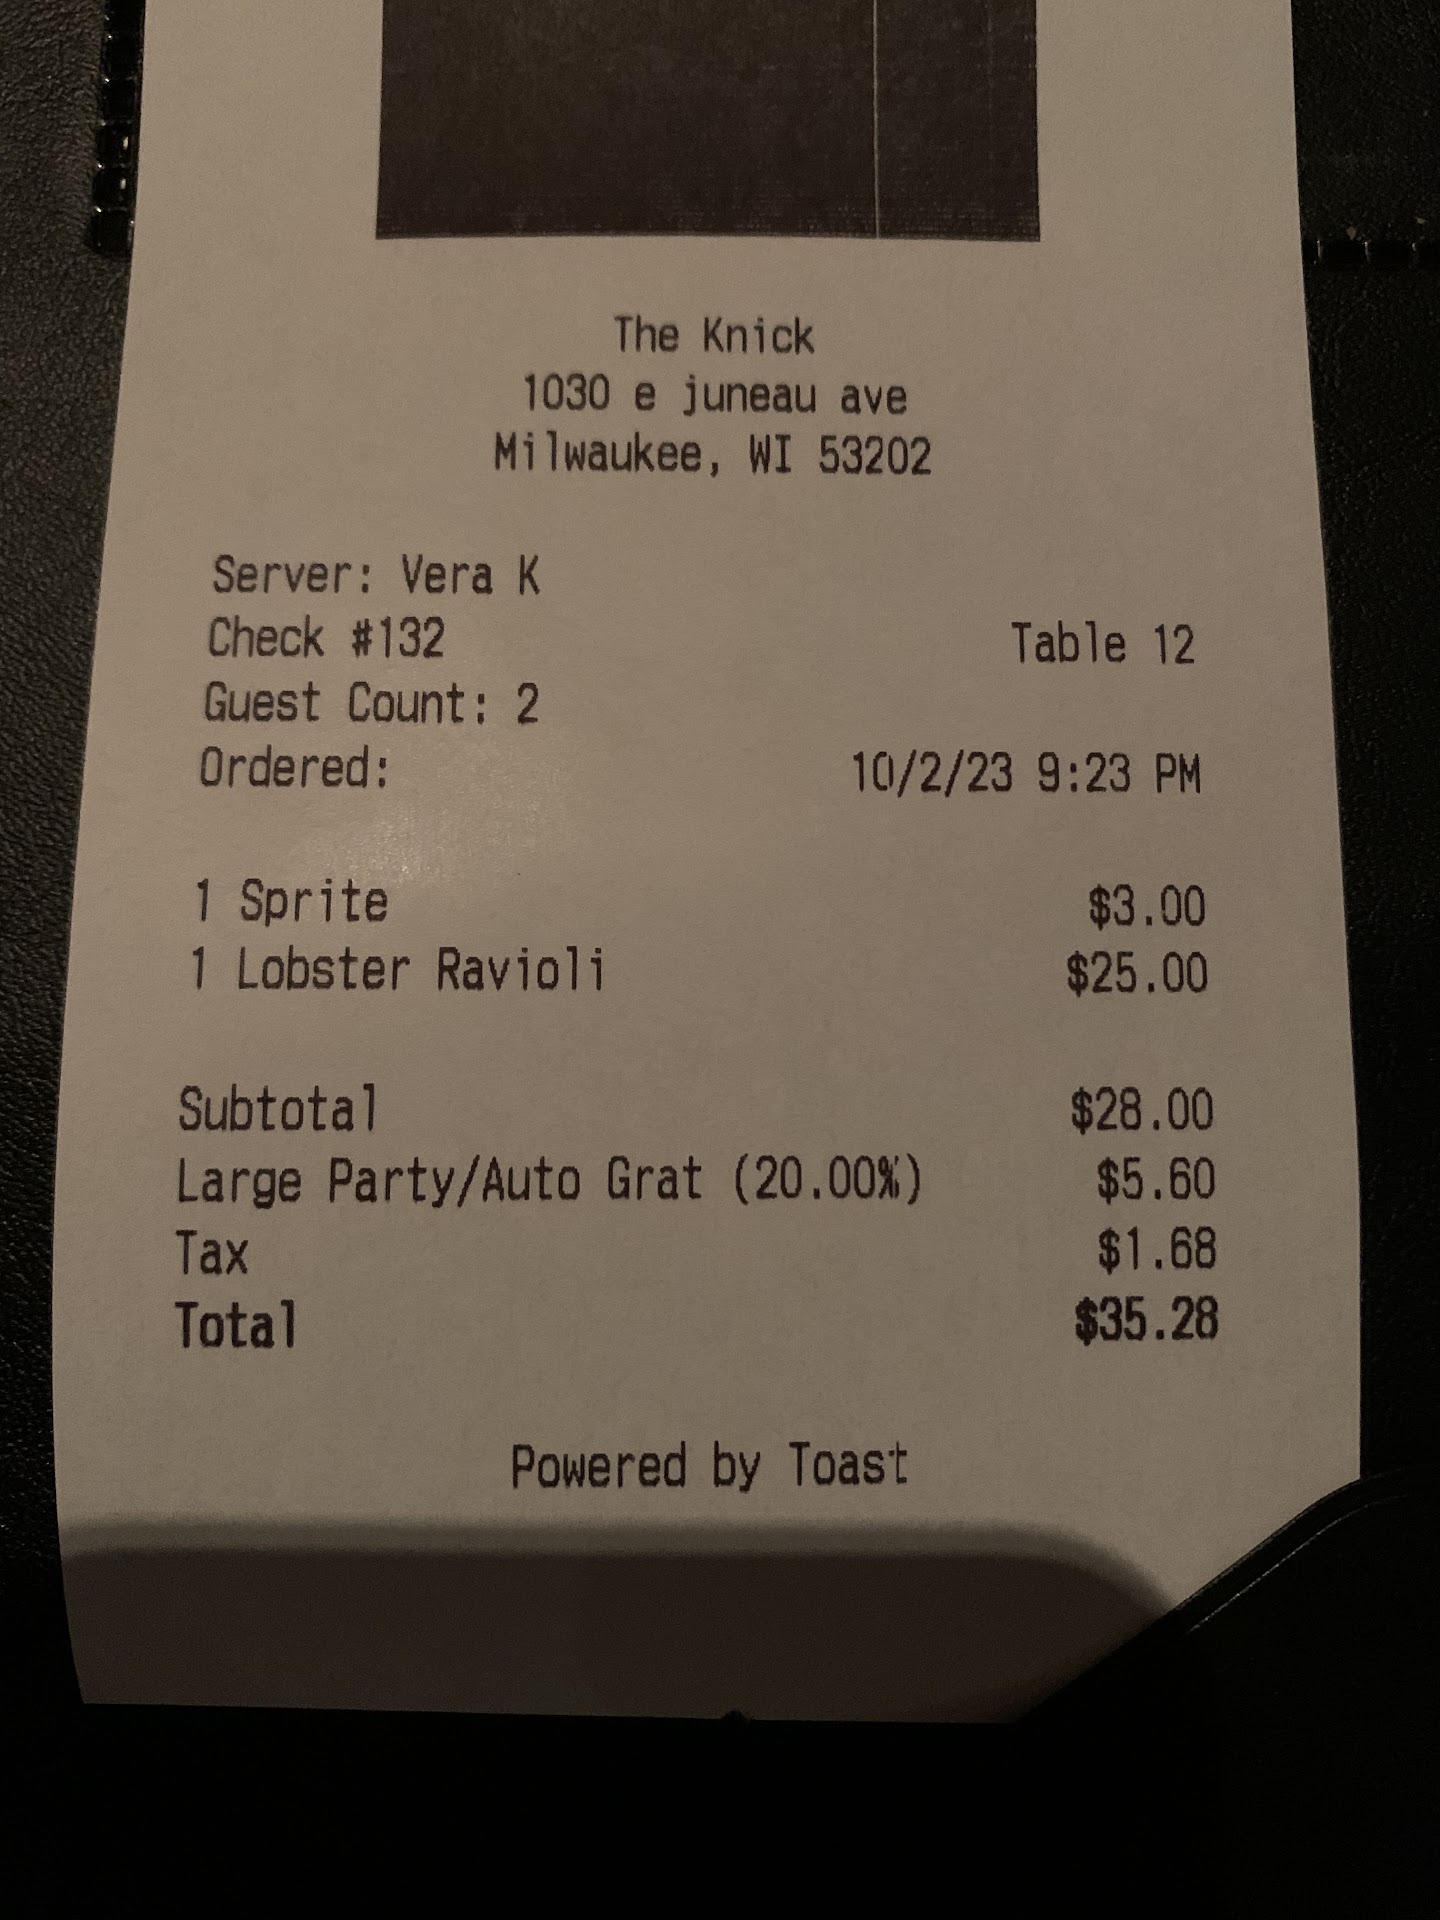 The Knick
1030 e juneau ave
Milwaukee, WI 53202
Server: Vera K
Check #132 Table 12
Guest Count: 2
Ordered: 10/2/23 9:23 PM
1 Sprite $3.00
1 Lobster Ravioli $25.00
Subtotal $28.00
Large Party/Auto Grat (20.00%) $5.60
Tax $1.68
Total $35.28
Powered by Toast